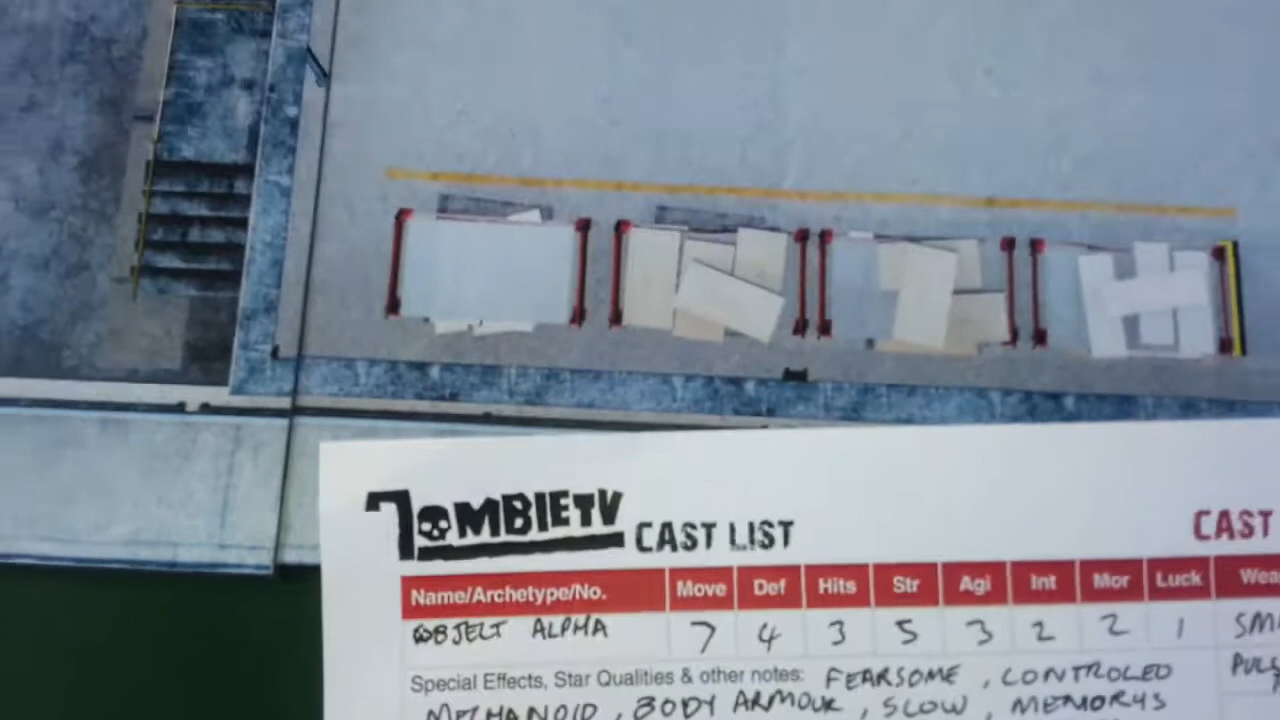 ZOMBIETV CAST LIST CAST
Name/Archetype/No. Move Def Hits Str Agi Int Mor Luck
OBJELT ALPHA 7 4 3 5 3 2 2 1
Special Effects, Star Qualities & other notes: FEARSOME, CONTROLED
MECHANOID, BODY ARMOUR, SLOW, MEMORYS